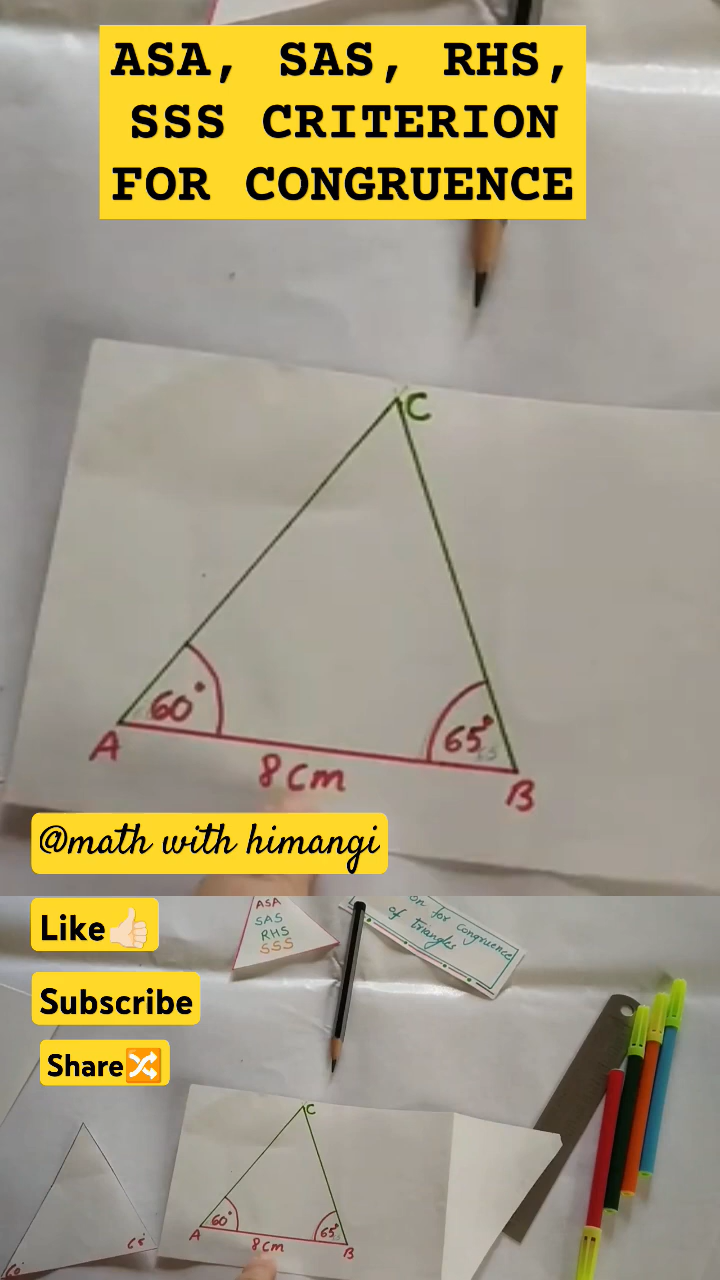 ASA, SAS, RHS,
SSS CRITERION
FOR CONGRUENCE
C
60°
65°
A
8 cm
B
@math with himangi
Like👍🏻
Subscribe
Share🔀
ASA
SAS
RHS
SSS
on for congruence
of triangles
C
60°
65°
A
8 cm
B